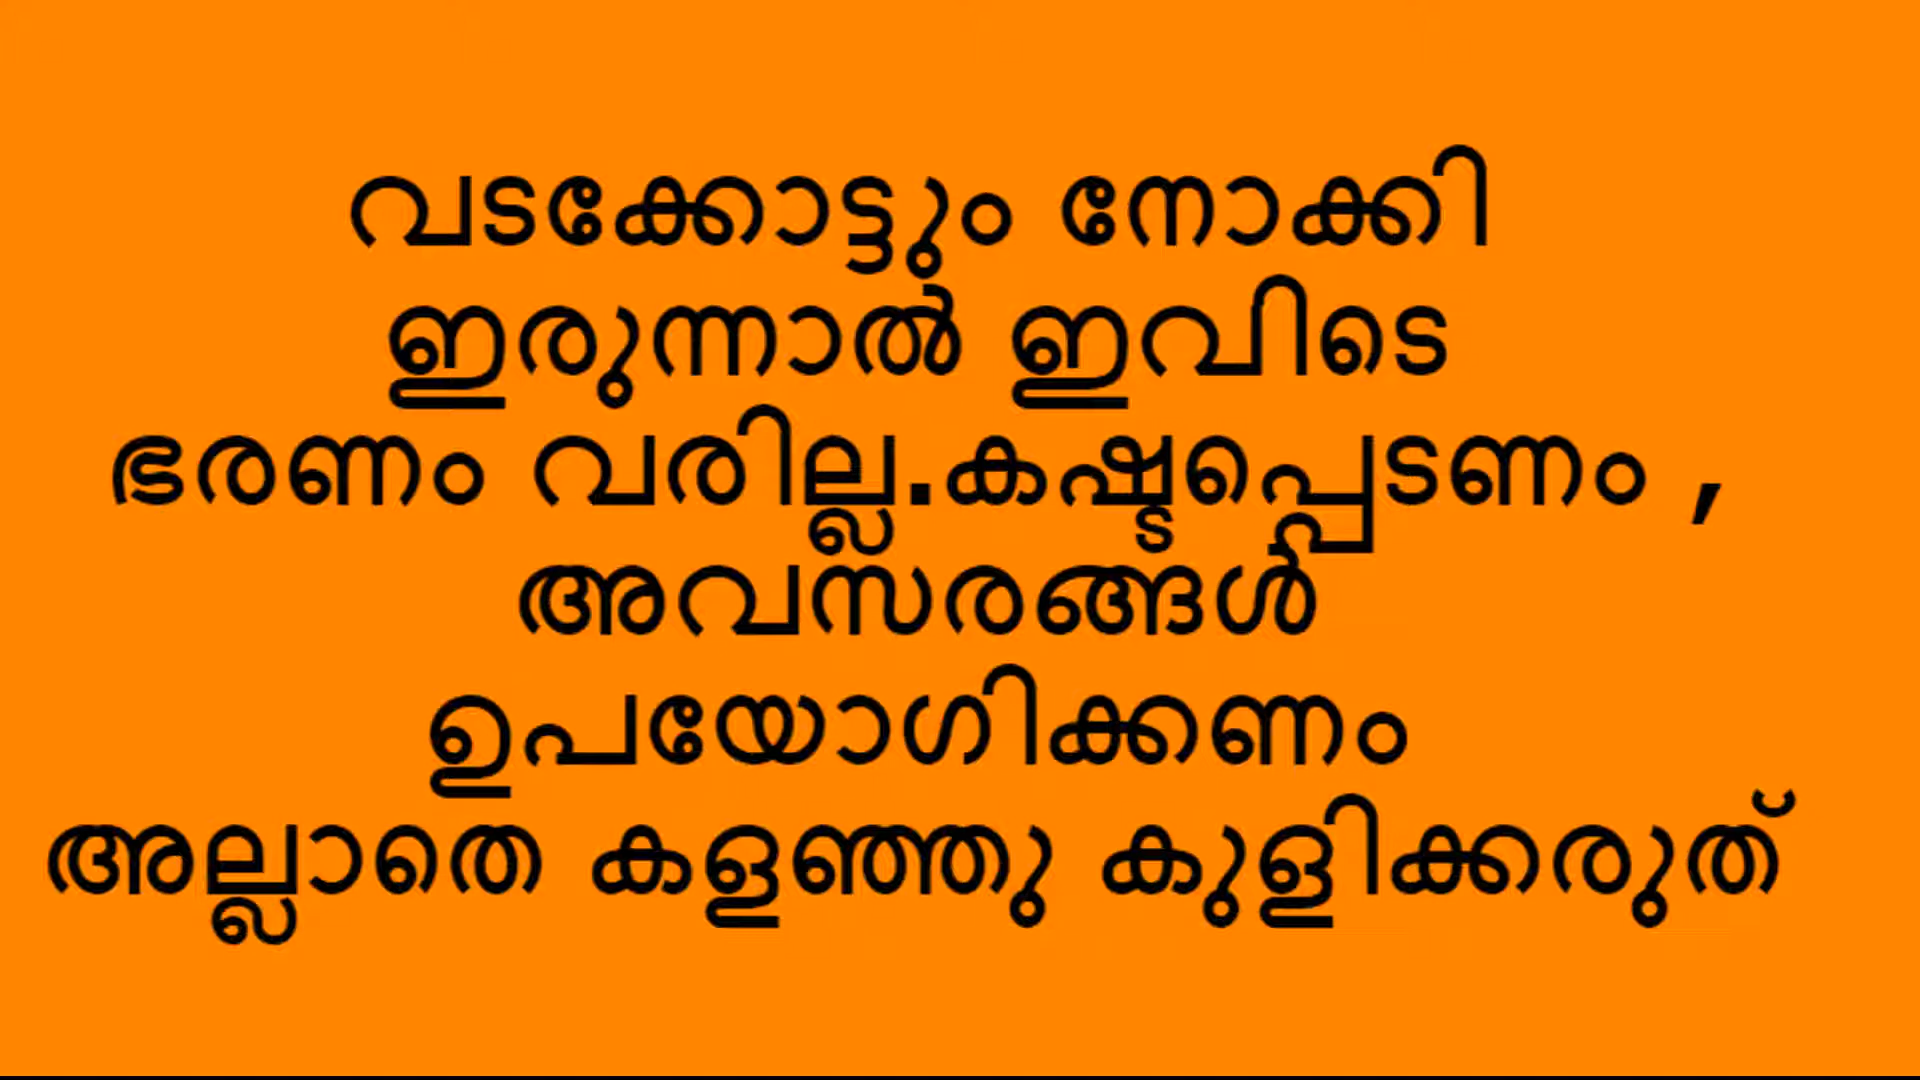 വടക്കോട്ടും നോക്കി
ഇരുന്നാൽ ഇവിടെ
ഭരണം വരില്ല.കഷ്ടപ്പെടണം ,
അവസരങ്ങൾ
ഉപയോഗിക്കണം
അല്ലാതെ കളഞ്ഞു കുളിക്കരുത്